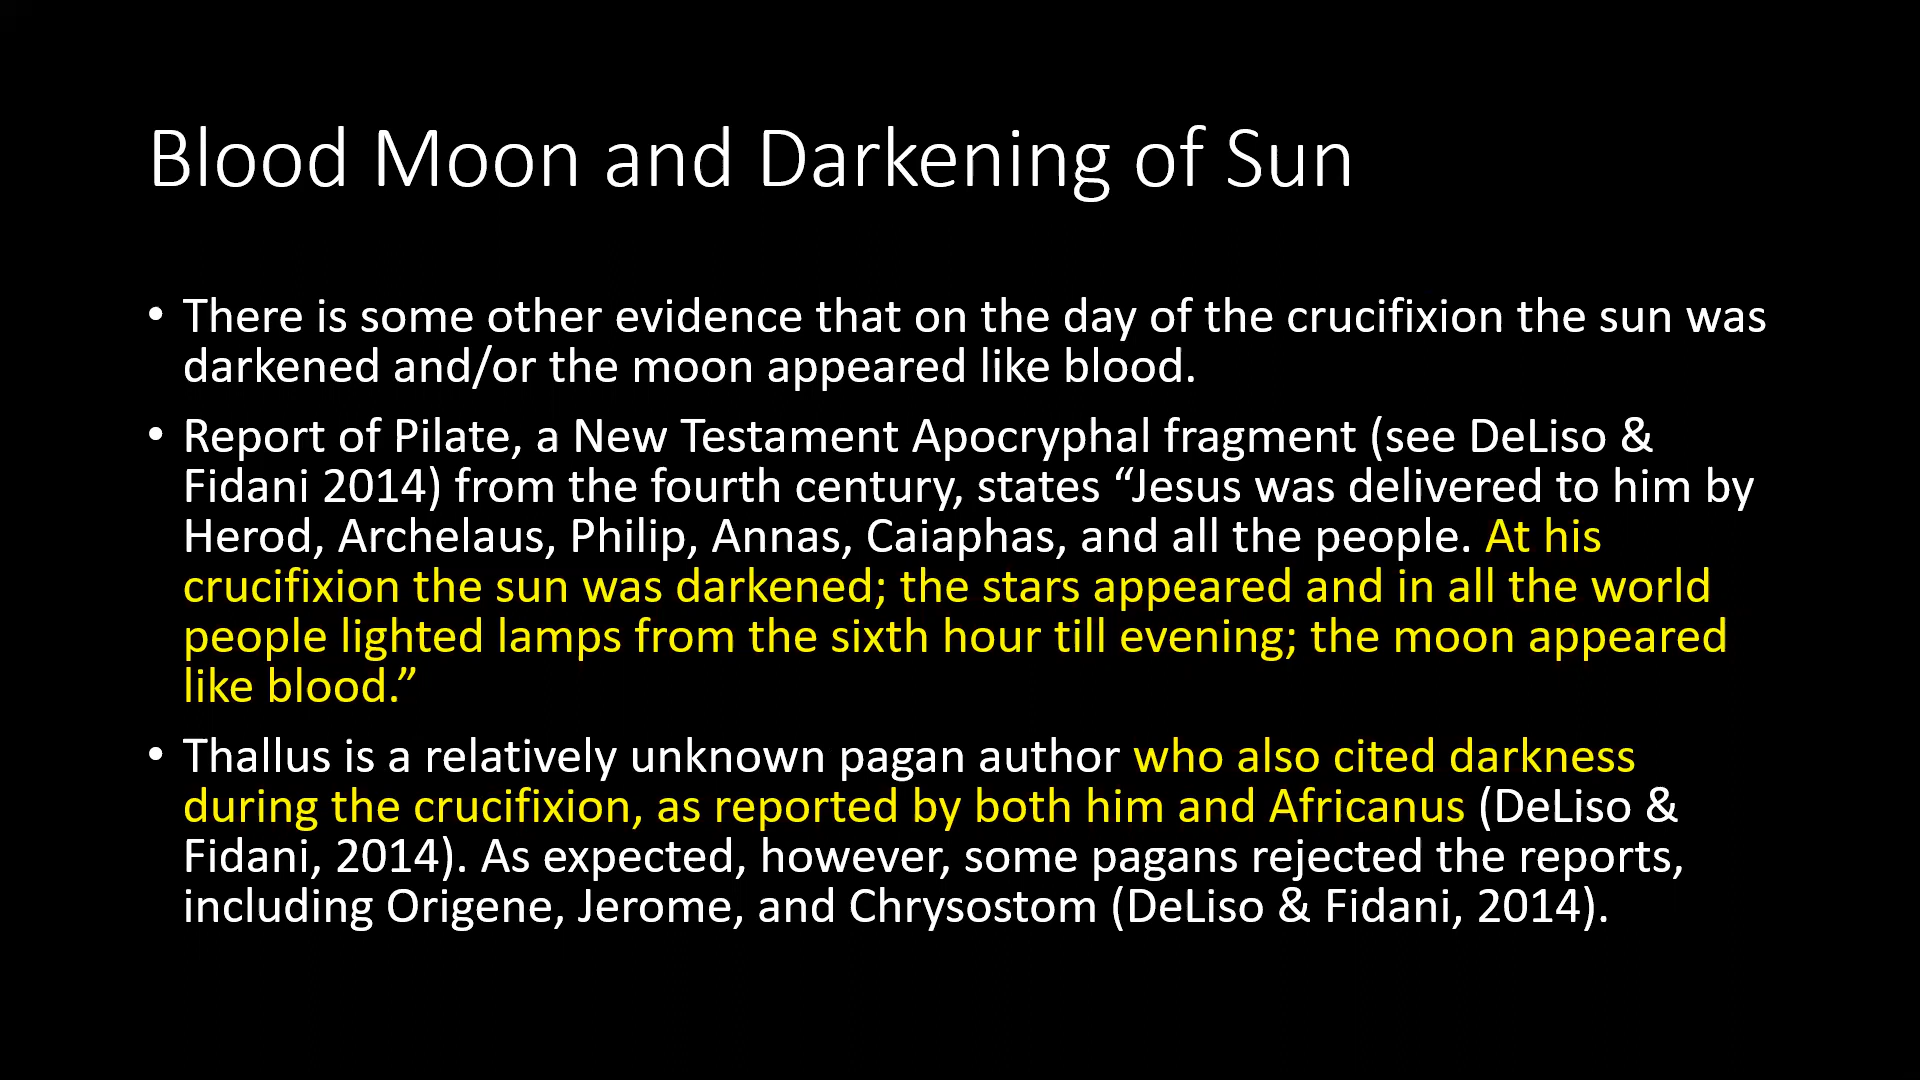 Blood Moon and Darkening of Sun
• There is some other evidence that on the day of the crucifixion the sun was
darkened and/or the moon appeared like blood.
• Report of Pilate, a New Testament Apocryphal fragment (see DeLiso &
Fidani 2014) from the fourth century, states “Jesus was delivered to him by
Herod, Archelaus, Philip, Annas, Caiaphas, and all the people. At his
crucifixion the sun was darkened; the stars appeared and in all the world
people lighted lamps from the sixth hour till evening; the moon appeared
like blood.”
• Thallus is a relatively unknown pagan author who also cited darkness
during the crucifixion, as reported by both him and Africanus (DeLiso &
Fidani, 2014). As expected, however, some pagans rejected the reports,
including Origene, Jerome, and Chrysostom (DeLiso & Fidani, 2014).